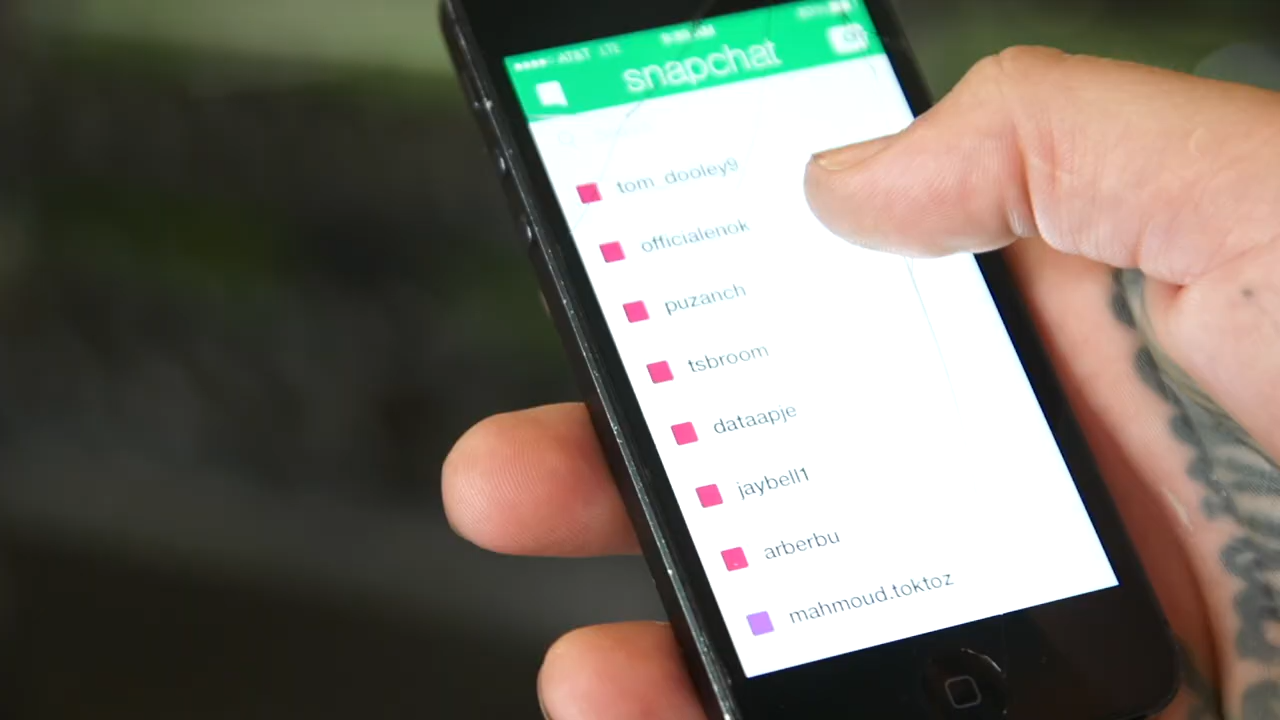 AT&T LTE
snapchat
tom_dooley9
officialenok
puzanch
tsbroom
dataapje
jaybell1
arberbu
mahmoud.toktoz